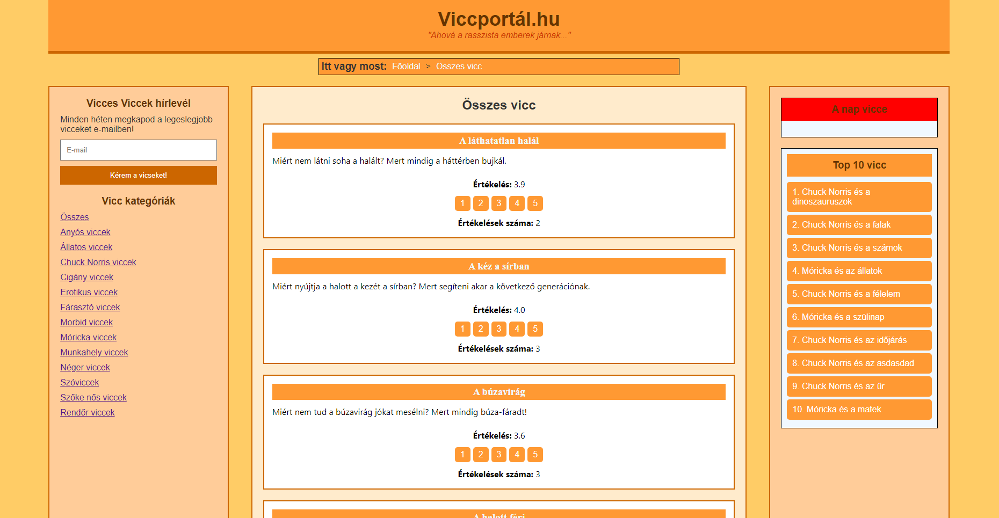 Viccportál.hu
"Ahová a rasszista emberek járnak..."
Itt vagy most: Főoldal > Összes vicc
Vicces Viccek hírlevél
Minden héten megkapod a legeslegjobb
vicceket e-mailben!
E-mail
Kérem a vicseket!
Vicc kategóriák
Összes
Anyós viccek
Állatos viccek
Chuck Norris viccek
Cigány viccek
Erotikus viccek
Fárasztó viccek
Morbid viccek
Móricka viccek
Munkahely viccek
Néger viccek
Szóviccek
Szőke nős viccek
Rendőr viccek
Összes vicc
A láthatatlan halál
Miért nem látni soha a halált? Mert mindig a háttérben bujkál.
Értékelés: 3.9
1 2 3 4 5
Értékelések száma: 2
A kéz a sírban
Miért nyújtja a halott a kezét a sírban? Mert segíteni akar a következő generációnak.
Értékelés: 4.0
1 2 3 4 5
Értékelések száma: 3
A búzavirág
Miért nem tud a búzavirág jókat mesélni? Mert mindig búza-fáradt!
Értékelés: 3.6
1 2 3 4 5
Értékelések száma: 3
A halott férj
A nap vicce
Top 10 vicc
1. Chuck Norris és a
dinoszauruszok
2. Chuck Norris és a falak
3. Chuck Norris és a számok
4. Móricka és az állatok
5. Chuck Norris és a félelem
6. Móricka és a szülinap
7. Chuck Norris és az időjárás
8. Chuck Norris és az asdasdad
9. Chuck Norris és az űr
10. Móricka és a matek